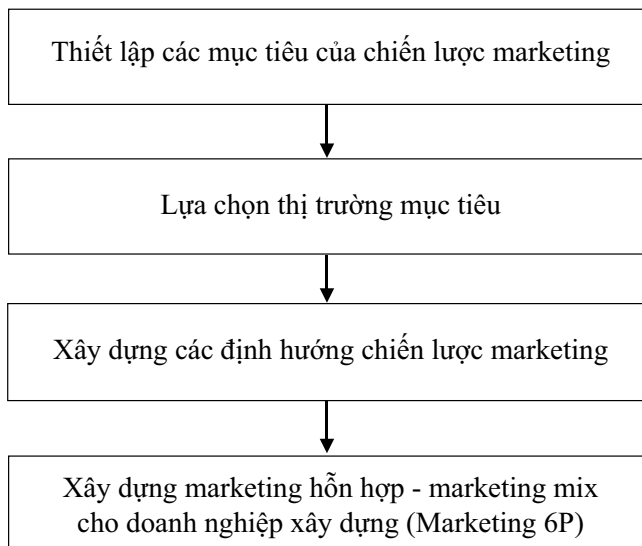 Thiết lập các mục tiêu của chiến lược marketing
Lựa chọn thị trường mục tiêu
Xây dựng các định hướng chiến lược marketing
Xây dựng marketing hỗn hợp - marketing mix
cho doanh nghiệp xây dựng (Marketing 6P)